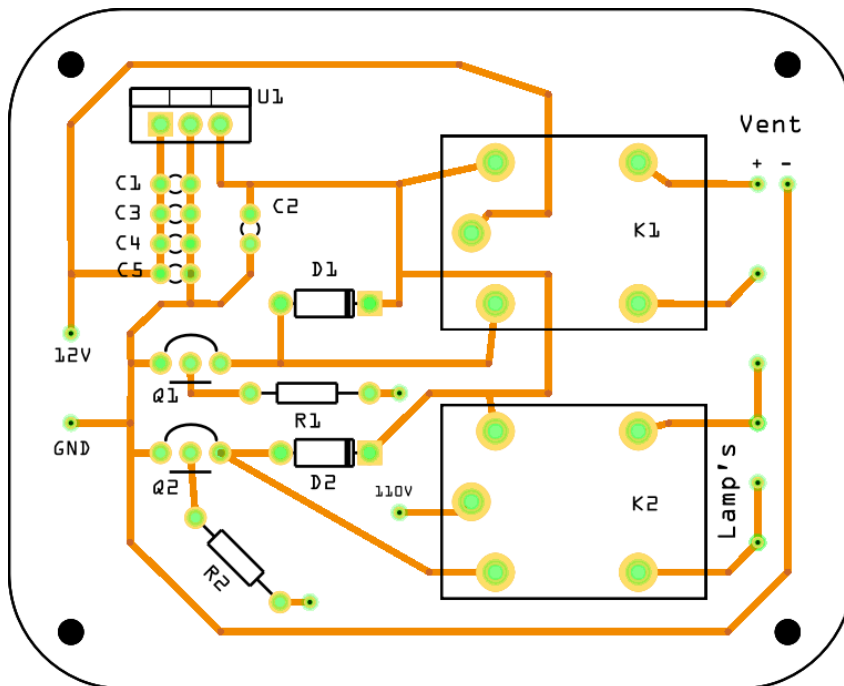 U1
Vent
+ -
C1
C3
C2
C4
C5
K1
D1
12V
Q1
R1
GND
D2
Q2
110V
K2
Lamp's
R2